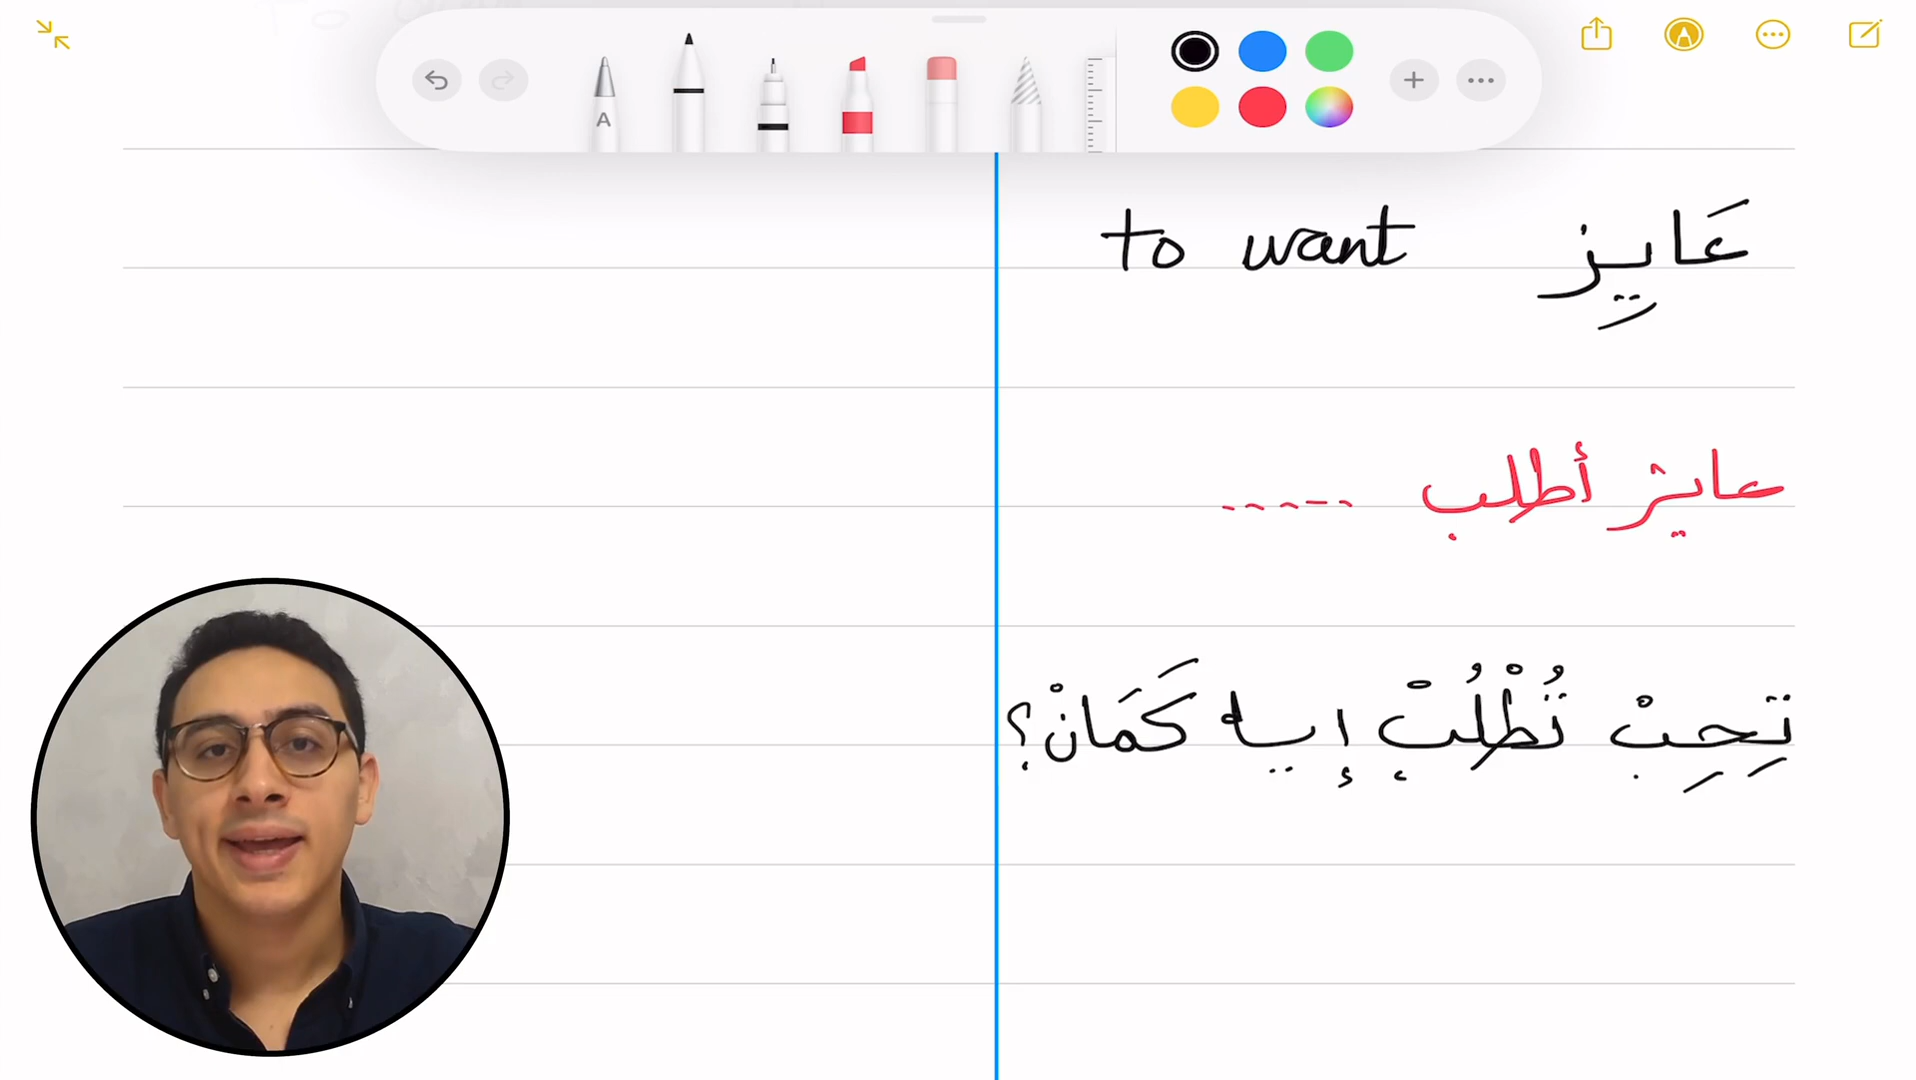 A
عَايِز to want
عايز أطلب -----
تِحِبْ تُطْلُبْ إيه كَمَانْ؟